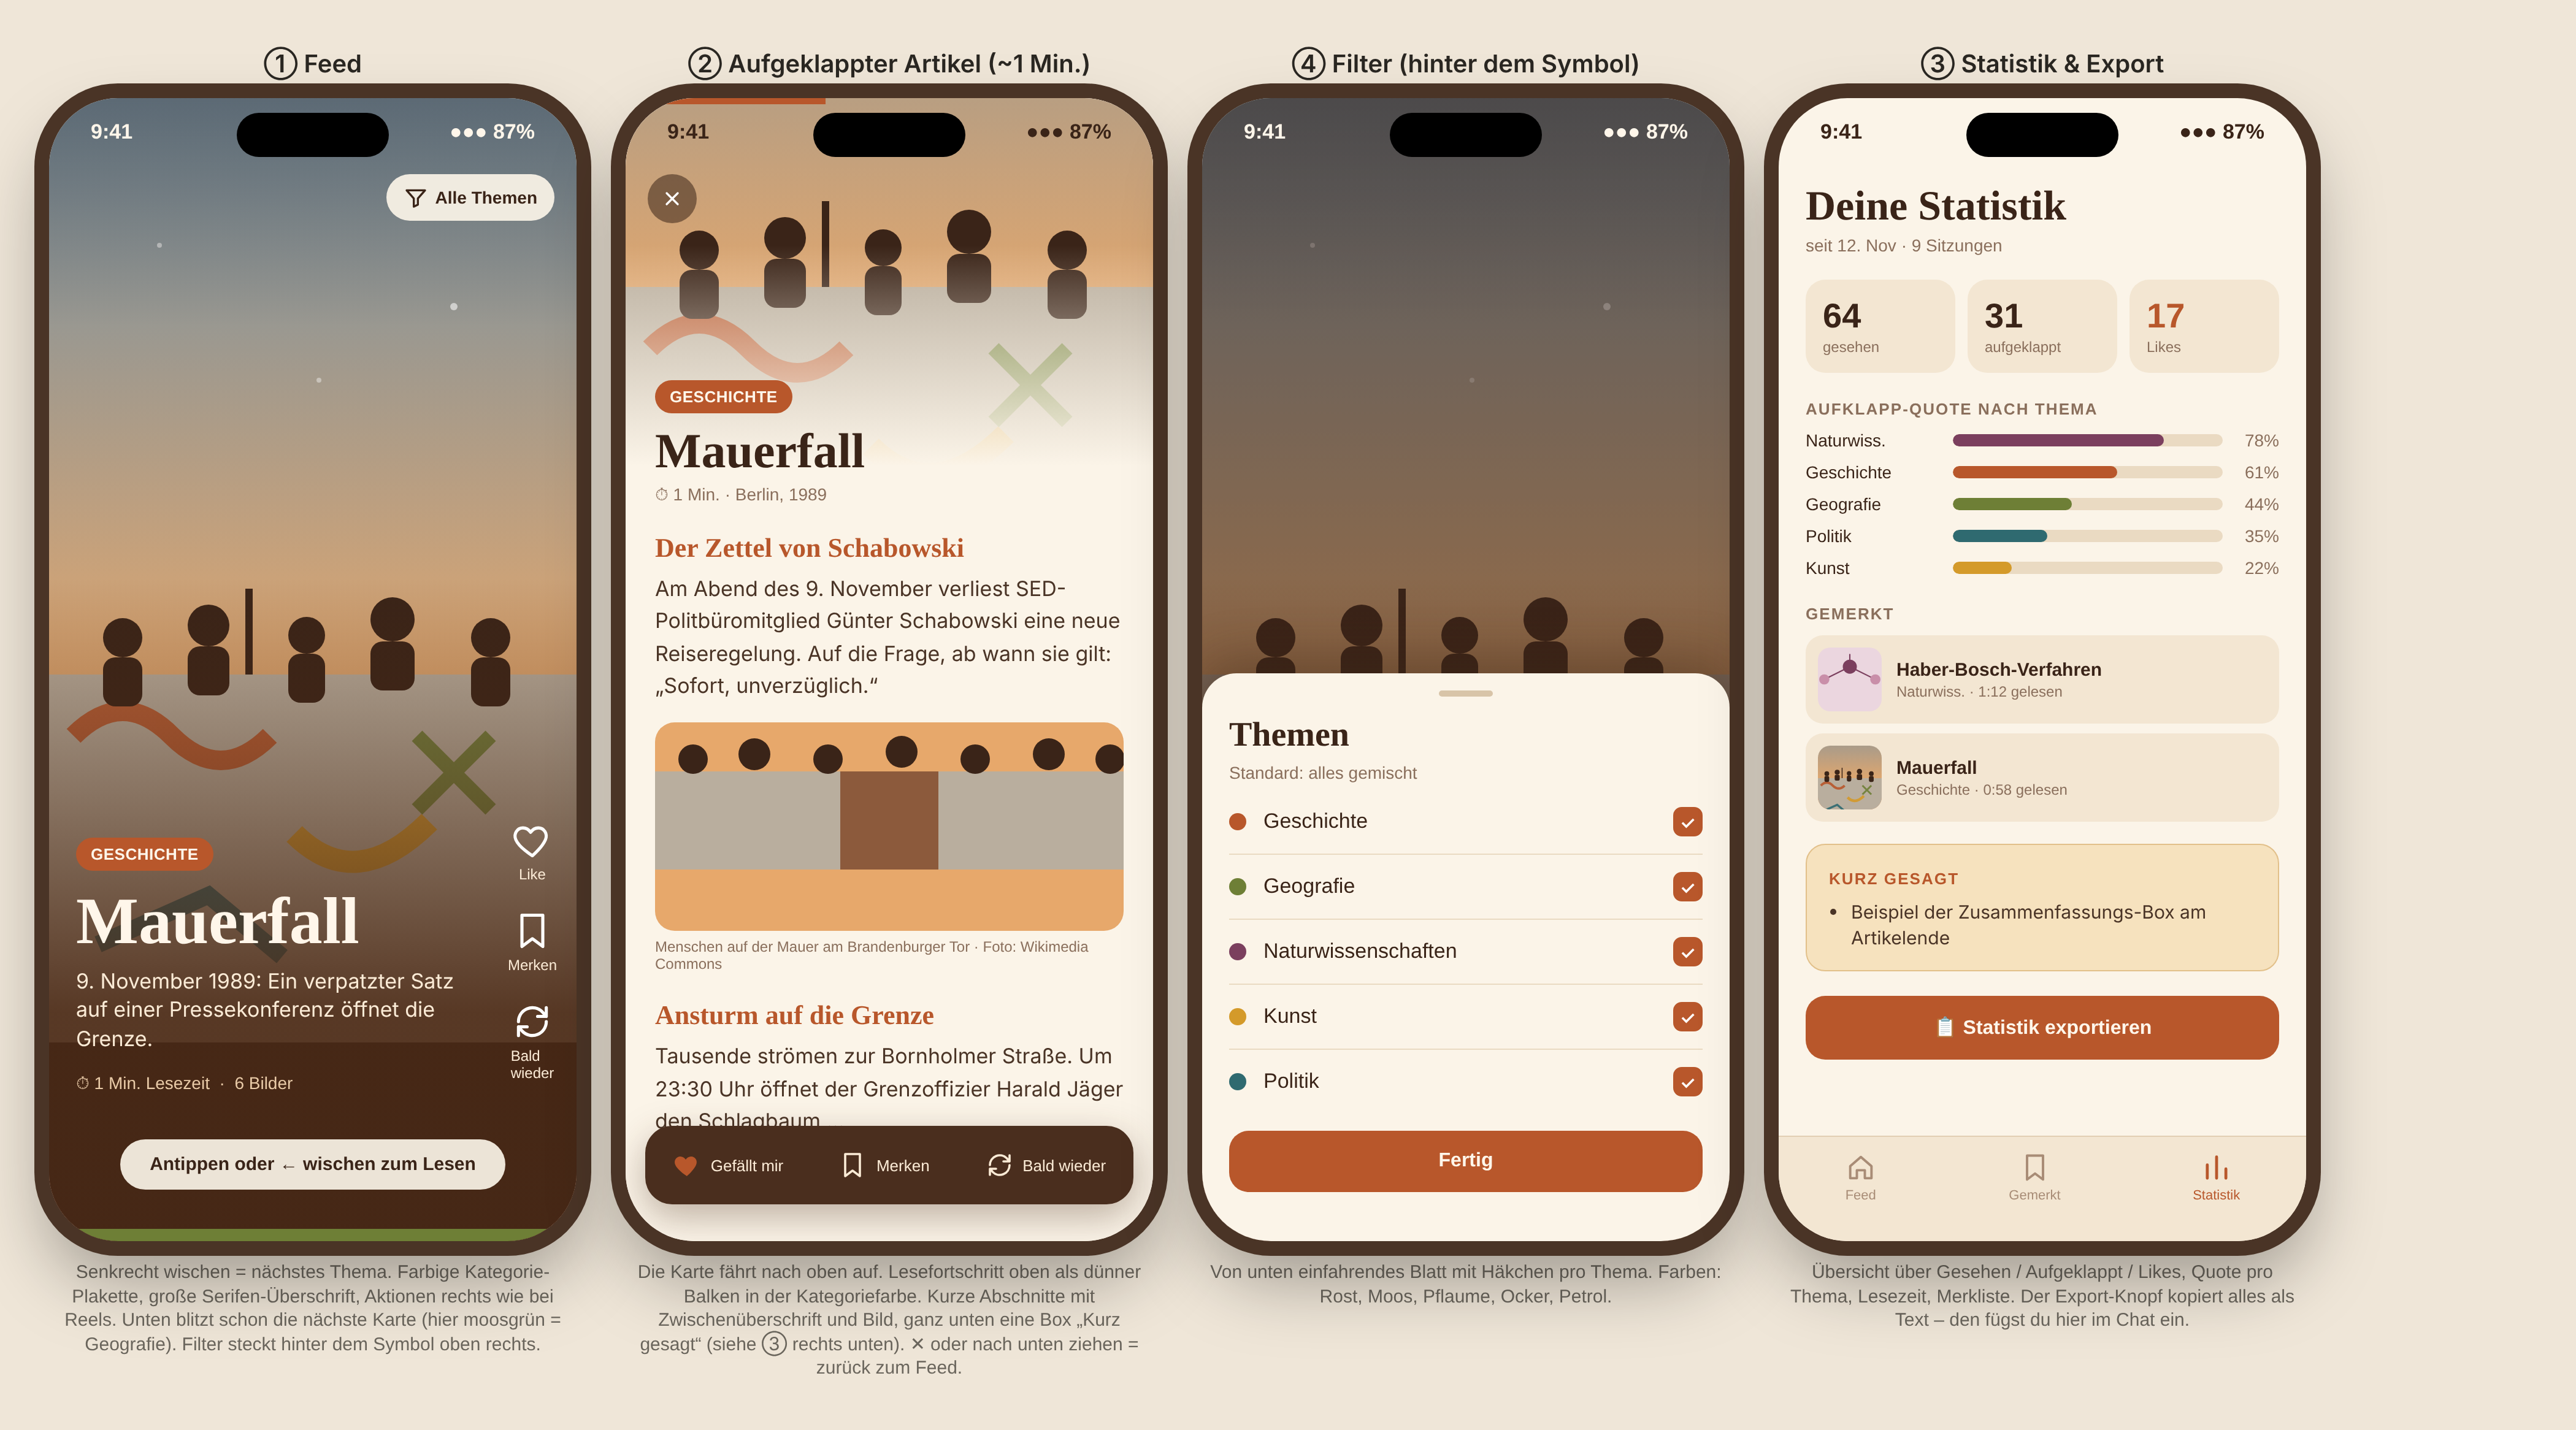 ① Feed
9:41
●●● 87%
Alle Themen
GESCHICHTE
Mauerfall
9. November 1989: Ein verpatzter Satz
auf einer Pressekonferenz öffnet die
Grenze.
⏱ 1 Min. Lesezeit · 6 Bilder
Like
Merken
Bald
wieder
Antippen oder ← wischen zum Lesen
Senkrecht wischen = nächstes Thema. Farbige Kategorie-
Plakette, große Serifen-Überschrift, Aktionen rechts wie bei
Reels. Unten blitzt schon die nächste Karte (hier moosgrün =
Geografie). Filter steckt hinter dem Symbol oben rechts.
② Aufgeklappter Artikel (~1 Min.)
9:41
●●● 87%
✕
GESCHICHTE
Mauerfall
⏱ 1 Min. · Berlin, 1989
Der Zettel von Schabowski
Am Abend des 9. November verliest SED-
Politbüromitglied Günter Schabowski eine neue
Reiseregelung. Auf die Frage, ab wann sie gilt:
„Sofort, unverzüglich.“
Menschen auf der Mauer am Brandenburger Tor · Foto: Wikimedia
Commons
Ansturm auf die Grenze
Tausende strömen zur Bornholmer Straße. Um
23:30 Uhr öffnet der Grenzoffizier Harald Jäger
den Schlagbaum
Gefällt mir
Merken
Bald wieder
Die Karte fährt nach oben auf. Lesefortschritt oben als dünner
Balken in der Kategoriefarbe. Kurze Abschnitte mit
Zwischenüberschrift und Bild, ganz unten eine Box „Kurz
gesagt“ (siehe ③ rechts unten). ✕ oder nach unten ziehen =
zurück zum Feed.
④ Filter (hinter dem Symbol)
9:41
●●● 87%
Themen
Standard: alles gemischt
Geschichte
Geografie
Naturwissenschaften
Kunst
Politik
Fertig
Von unten einfahrendes Blatt mit Häkchen pro Thema. Farben:
Rost, Moos, Pflaume, Ocker, Petrol.
③ Statistik & Export
9:41
●●● 87%
Deine Statistik
seit 12. Nov · 9 Sitzungen
64
gesehen
31
aufgeklappt
17
Likes
AUFKLAPP-QUOTE NACH THEMA
Naturwiss. 78%
Geschichte 61%
Geografie 44%
Politik 35%
Kunst 22%
GEMERKT
Haber-Bosch-Verfahren
Naturwiss. · 1:12 gelesen
Mauerfall
Geschichte · 0:58 gelesen
KURZ GESAGT
• Beispiel der Zusammenfassungs-Box am
Artikelende
📋 Statistik exportieren
Feed
Gemerkt
Statistik
Übersicht über Gesehen / Aufgeklappt / Likes, Quote pro
Thema, Lesezeit, Merkliste. Der Export-Knopf kopiert alles als
Text – den fügst du hier im Chat ein.